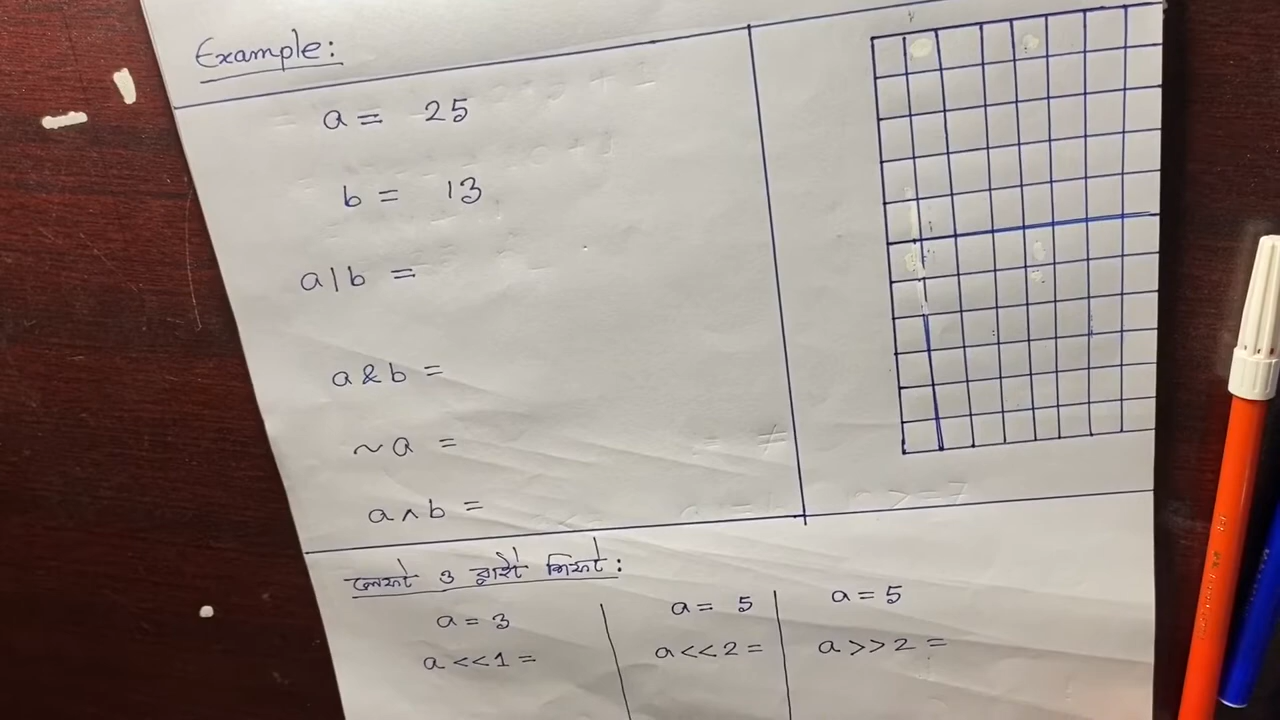 Example:
a = 25
b = 13
a|b =
a & b =
~a =
a ^ b =
লেফট ও রাইট শিফট:
a = 3
a<<1 =
a = 5
a<<2 =
a = 5
a>>2 =